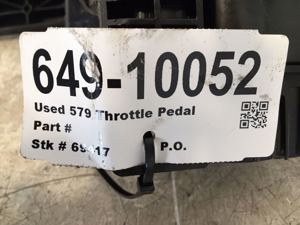 649-10052
Used 579 Throttle Pedal
Part #
Stk # P.O.